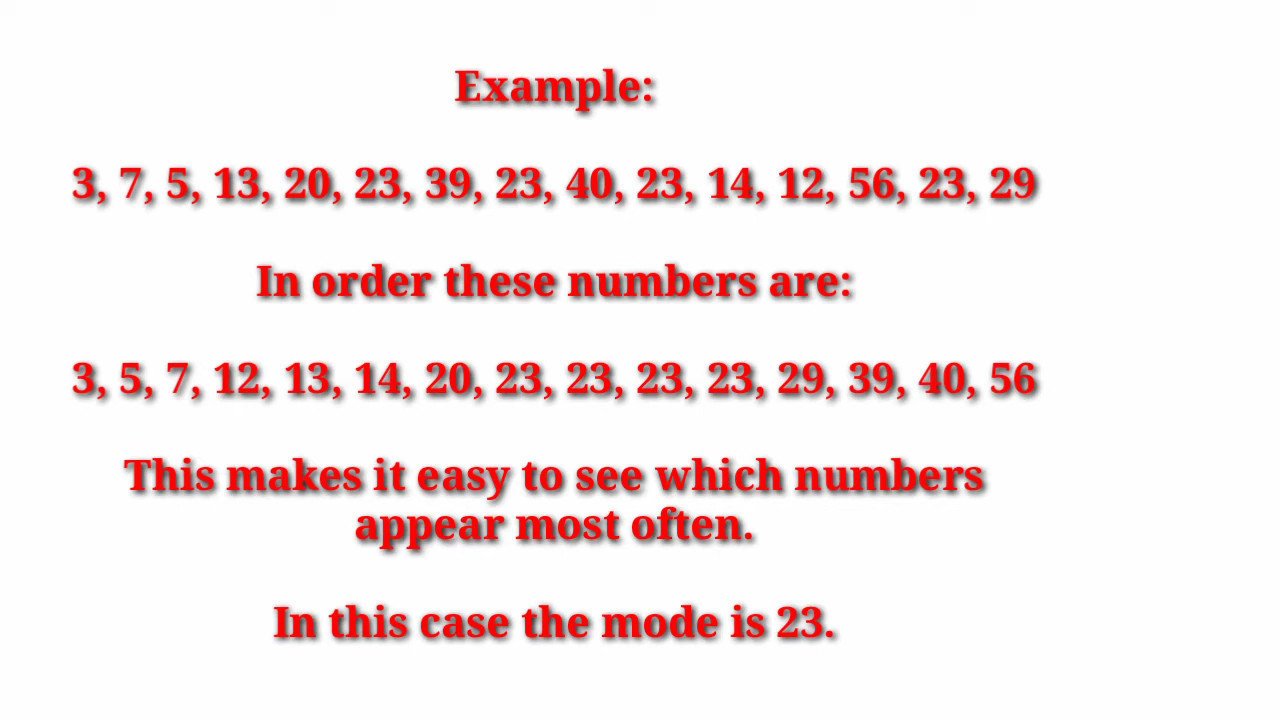 Example:
3, 7, 5, 13, 20, 23, 39, 23, 40, 23, 14, 12, 56, 23, 29
In order these numbers are:
3, 5, 7, 12, 13, 14, 20, 23, 23, 23, 23, 29, 39, 40, 56
This makes it easy to see which numbers
appear most often.
In this case the mode is 23.